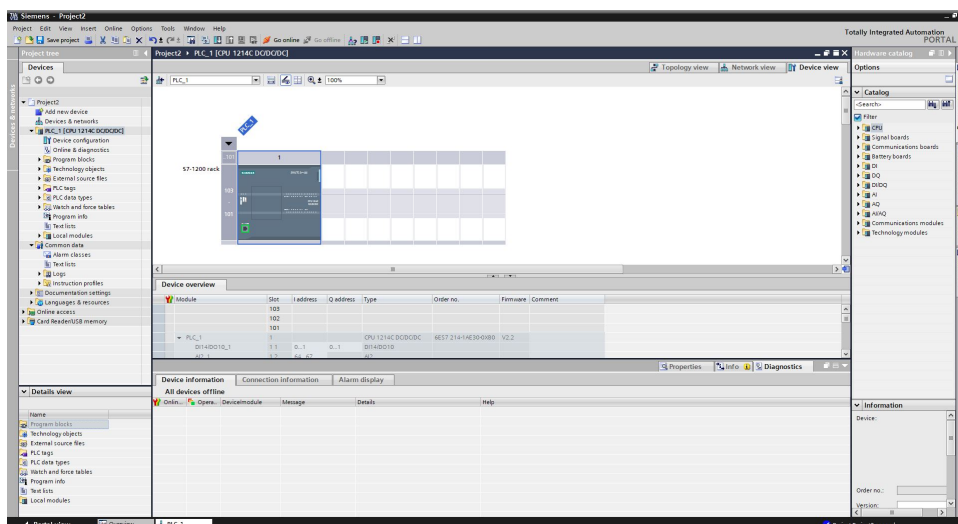 Siemens - Project2
Project Edit View Insert Online Options Tools Window Help
Totally Integrated Automation
PORTAL
Save project
Go online
Go offline
Project tree
Project2 ▸ PLC_1 [CPU 1214C DC/DC/DC]
Hardware catalog
Devices
Topology view
Network view
Device view
Options
PLC_1
100%
Devices & networks
Project2
Add new device
Devices & networks
PLC_1 [CPU 1214C DC/DC/DC]
Device configuration
Online & diagnostics
Program blocks
Technology objects
External source files
PLC tags
PLC data types
Watch and force tables
Program info
Text lists
Local modules
Common data
Alarm classes
Text lists
Logs
Instruction profiles
Documentation settings
Languages & resources
Online access
Card Reader/USB memory
PLC_1
S7-1200 rack
101
1
103
101
Catalog
<Search>
Filter
CPU
Signal boards
Communications boards
Battery boards
DI
DQ
DI/DQ
AI
AQ
AI/AQ
Communications modules
Technology modules
Device overview
Module Slot I address Q address Type Order no. Firmware Comment
103
102
101
PLC_1 1 CPU 1214C DC/DC/DC 6ES7 214-1AE30-0XB0 V2.2
DI14/DO10_1 1 1 0...1 0...1 DI14/DO10
AI2_1 1 2 64...67 AI2
Properties
Info
Diagnostics
Device information
Connection information
Alarm display
All devices offline
Onlin... Opera... Device/module Message Details Help
Details view
Name
Program blocks
Technology objects
External source files
PLC tags
PLC data types
Watch and force tables
Program info
Text lists
Local modules
Information
Device:
Order no.:
Version:
Portal view
Overview
PLC_1